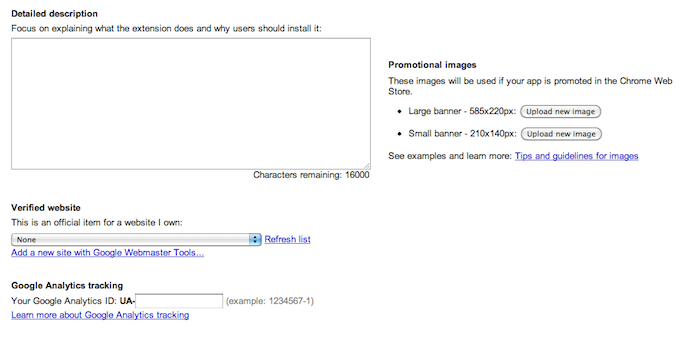 Detailed description
Focus on explaining what the extension does and why users should install it:
Characters remaining: 16000
Promotional images
These images will be used if your app is promoted in the Chrome Web
Store.
• Large banner - 585x220px: Upload new image
• Small banner - 210x140px: Upload new image
See examples and learn more: Tips and guidelines for images
Verified website
This is an official item for a website I own:
None Refresh list
Add a new site with Google Webmaster Tools...
Google Analytics tracking
Your Google Analytics ID: UA- (example: 1234567-1)
Learn more about Google Analytics tracking